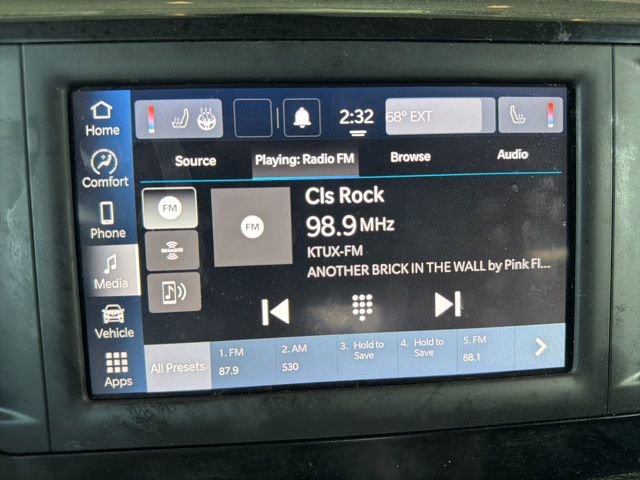 Home
2:32
68° EXT
Comfort
Source
Playing: Radio FM
Browse
Audio
Phone
FM
FM
Cls Rock
98.9 MHz
KTUX-FM
ANOTHER BRICK IN THE WALL by Pink Fl...
SIRIUSXM
Media
Vehicle
Apps
All Presets
1. FM
87.9
2. AM
530
3. Hold to
Save
4. Hold to
Save
5. FM
88.1